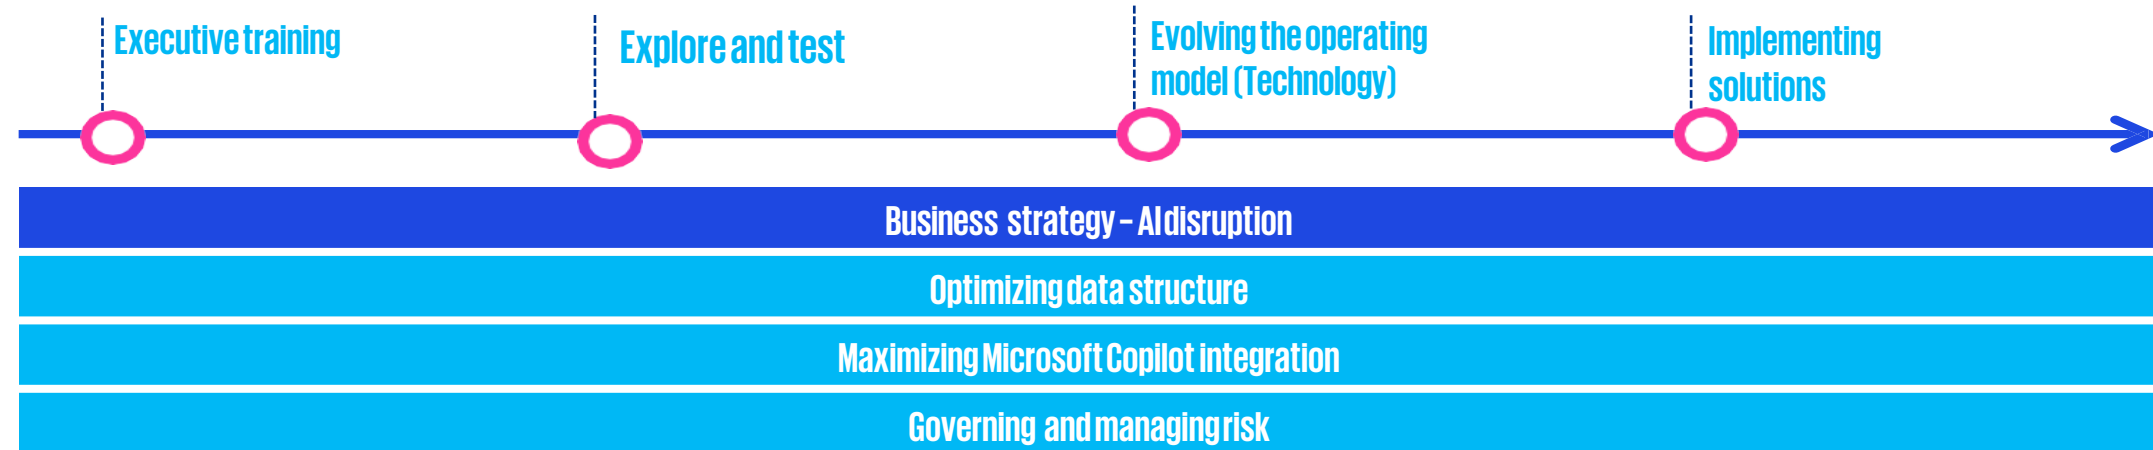 Executive training
Explore and test
Evolving the operating
model (Technology)
Implementing
solutions
Business strategy – AI disruption
Optimizing data structure
Maximizing Microsoft Copilot integration
Governing and managing risk